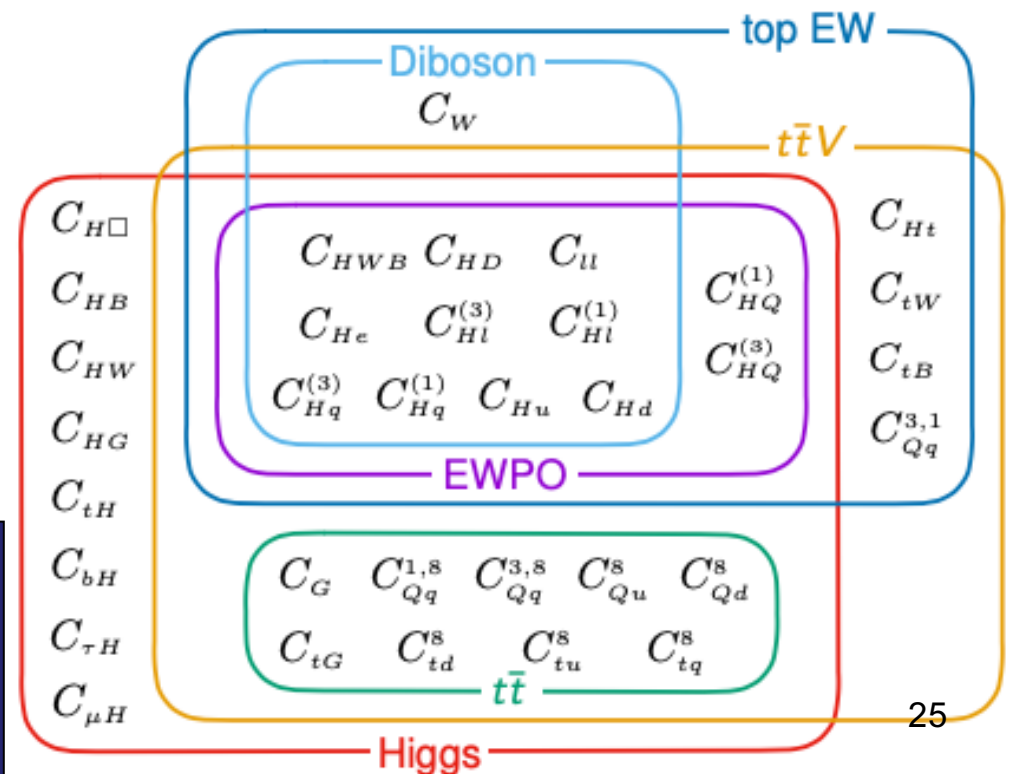 top EW
Diboson
C_W
t\bar{t}V
C_{H□}
C_{HB}
C_{HW}
C_{HG}
C_{tH}
C_{bH}
C_{τH}
C_{μH}
C_{HWB} C_{HD} C_{ll}
C_{He} C_{Hl}^{(3)} C_{Hl}^{(1)}
C_{Hq}^{(3)} C_{Hq}^{(1)} C_{Hu} C_{Hd}
C_{HQ}^{(1)}
C_{HQ}^{(3)}
EWPO
C_{Ht}
C_{tW}
C_{tB}
C_{Qq}^{3,1}
C_G C_{Qq}^{1,8} C_{Qq}^{3,8} C_{Qu}^{8} C_{Qd}^{8}
C_{tG} C_{td}^{8} C_{tu}^{8} C_{tq}^{8}
t\bar{t}
25
Higgs